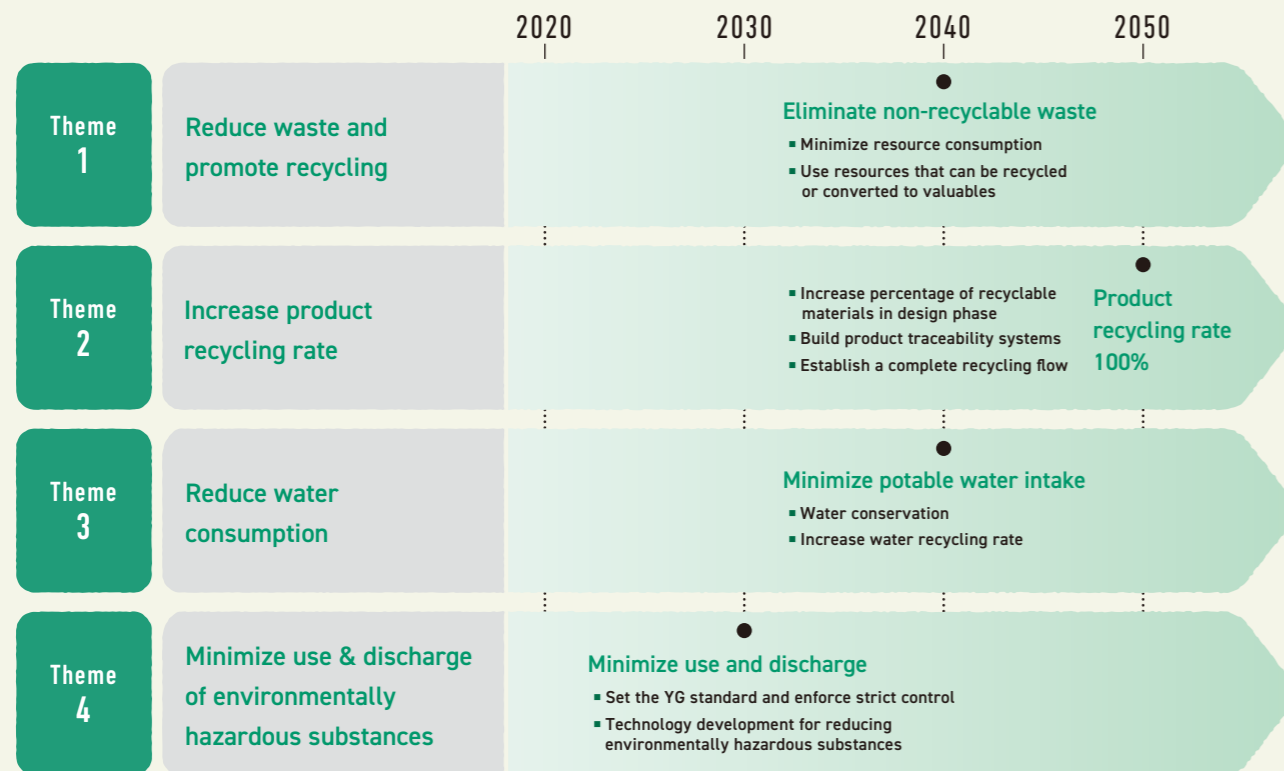 2020 2030 2040 2050
Theme
1
Reduce waste and
promote recycling
Eliminate non-recyclable waste
▪ Minimize resource consumption
▪ Use resources that can be recycled
or converted to valuables
Theme
2
Increase product
recycling rate
▪ Increase percentage of recyclable
materials in design phase
▪ Build product traceability systems
▪ Establish a complete recycling flow
Product
recycling rate
100%
Theme
3
Reduce water
consumption
Minimize potable water intake
▪ Water conservation
▪ Increase water recycling rate
Theme
4
Minimize use & discharge
of environmentally
hazardous substances
Minimize use and discharge
▪ Set the YG standard and enforce strict control
▪ Technology development for reducing
environmentally hazardous substances